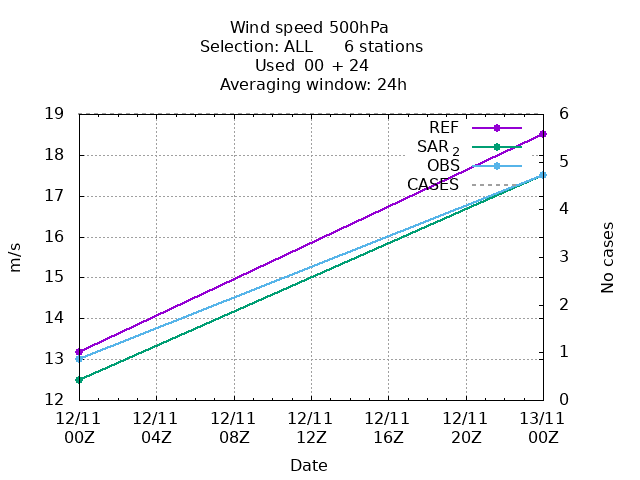 Wind speed 500hPa
Selection: ALL 6 stations
Used 00 + 24
Averaging window: 24h
19
18
17
16
15
14
13
12
6
5
4
3
2
1
0
REF
SAR 2
OBS
CASES
m/s
No cases
12/11 12/11 12/11 12/11 12/11 12/11 13/11
00Z 04Z 08Z 12Z 16Z 20Z 00Z
Date